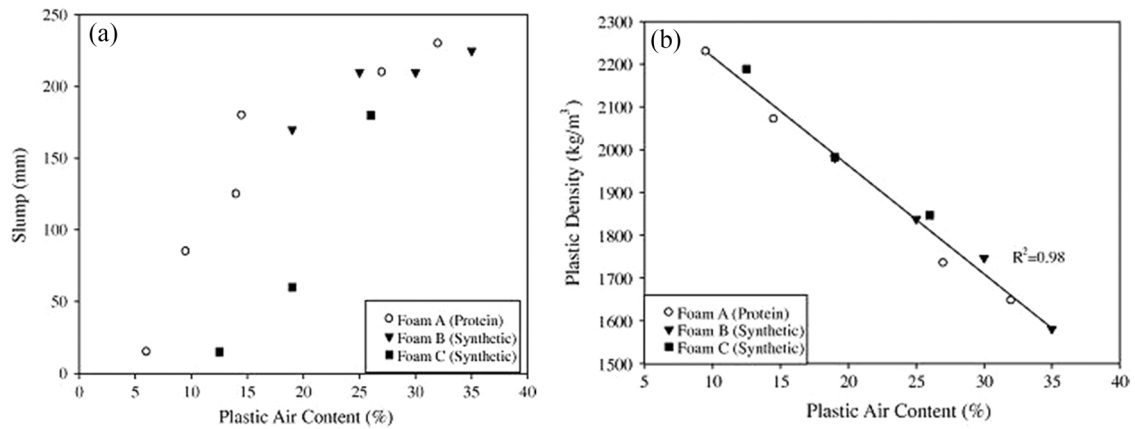 (a)
250
200
150
100
50
0
Slump (mm)
0 5 10 15 20 25 30 35 40
Plastic Air Content (%)
Foam A (Protein)
Foam B (Synthetic)
Foam C (Synthetic)
(b)
2300
2200
2100
2000
1900
1800
1700
1600
1500
Plastic Density (kg/m³)
R²=0.98
Foam A (Protein)
Foam B (Synthetic)
Foam C (Synthetic)
5 10 15 20 25 30 35 40
Plastic Air Content (%)